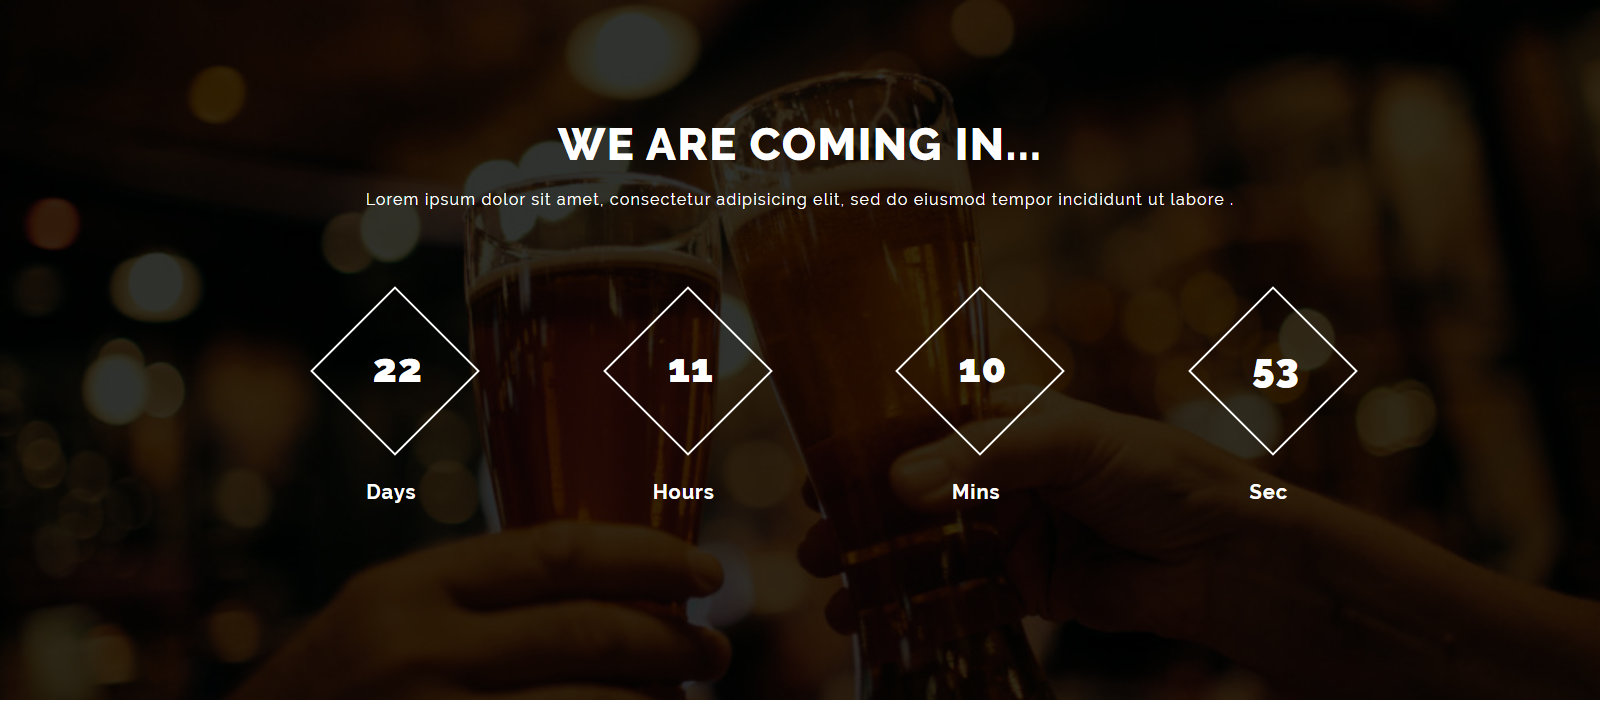 WE ARE COMING IN...
Lorem ipsum dolor sit amet, consectetur adipisicing elit, sed do eiusmod tempor incididunt ut labore .
22 11 10 53
Days Hours Mins Sec